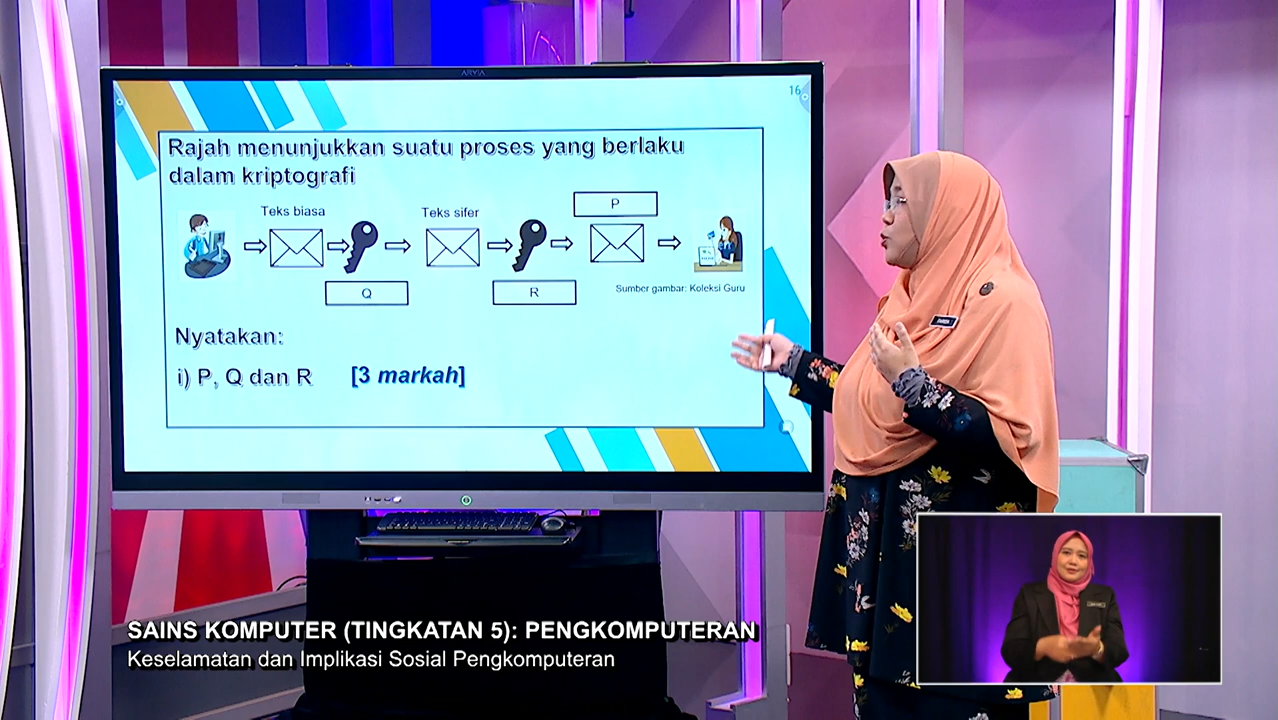 ARVIA
16
Rajah menunjukkan suatu proses yang berlaku
dalam kriptografi
Teks biasa
Teks sifer
P
Q
R
Sumber gambar: Koleksi Guru
Nyatakan:
i) P, Q dan R [3 markah]
SAINS KOMPUTER (TINGKATAN 5): PENGKOMPUTERAN
Keselamatan dan Implikasi Sosial Pengkomputeran